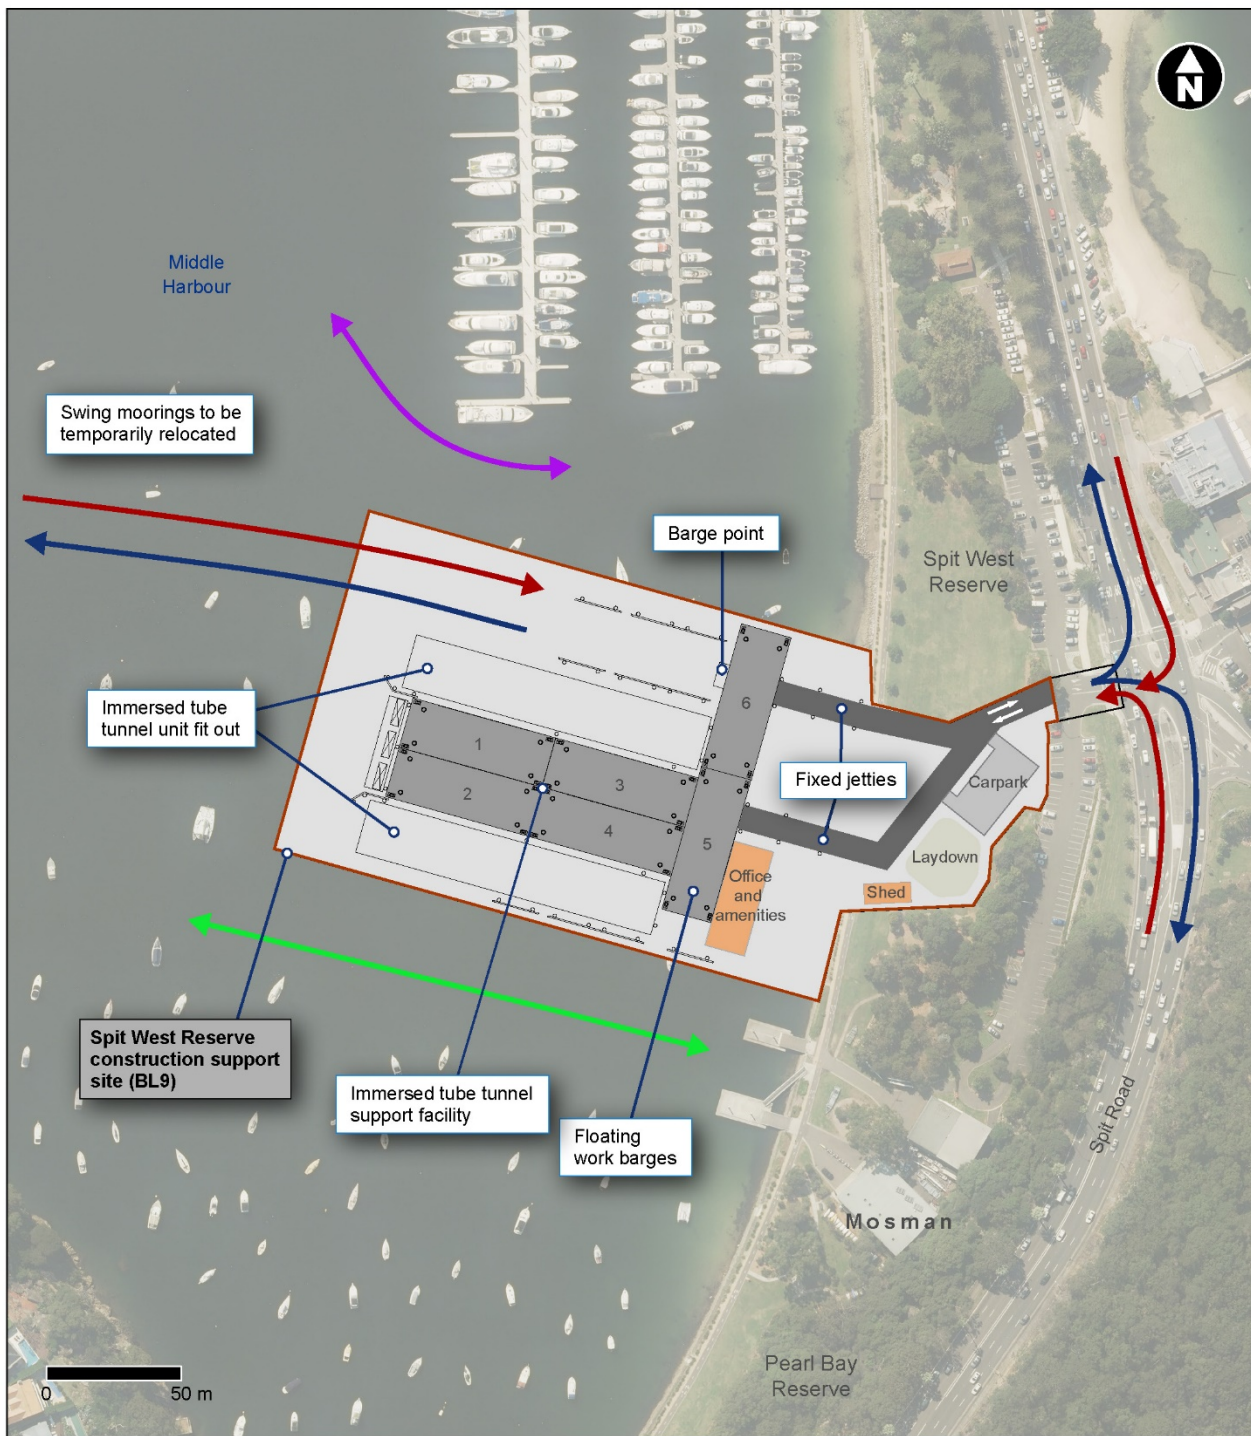 N
Middle
Harbour
Swing moorings to be
temporarily relocated
Barge point
Spit West
Reserve
Immersed tube
tunnel unit fit out
6
1
3
2
4
5
Fixed jetties
Carpark
Laydown
Office
and
amenities
Shed
Spit West Reserve
construction support
site (BL9)
Immersed tube tunnel
support facility
Floating
work barges
Spit Road
Mosman
Pearl Bay
Reserve
0
50 m